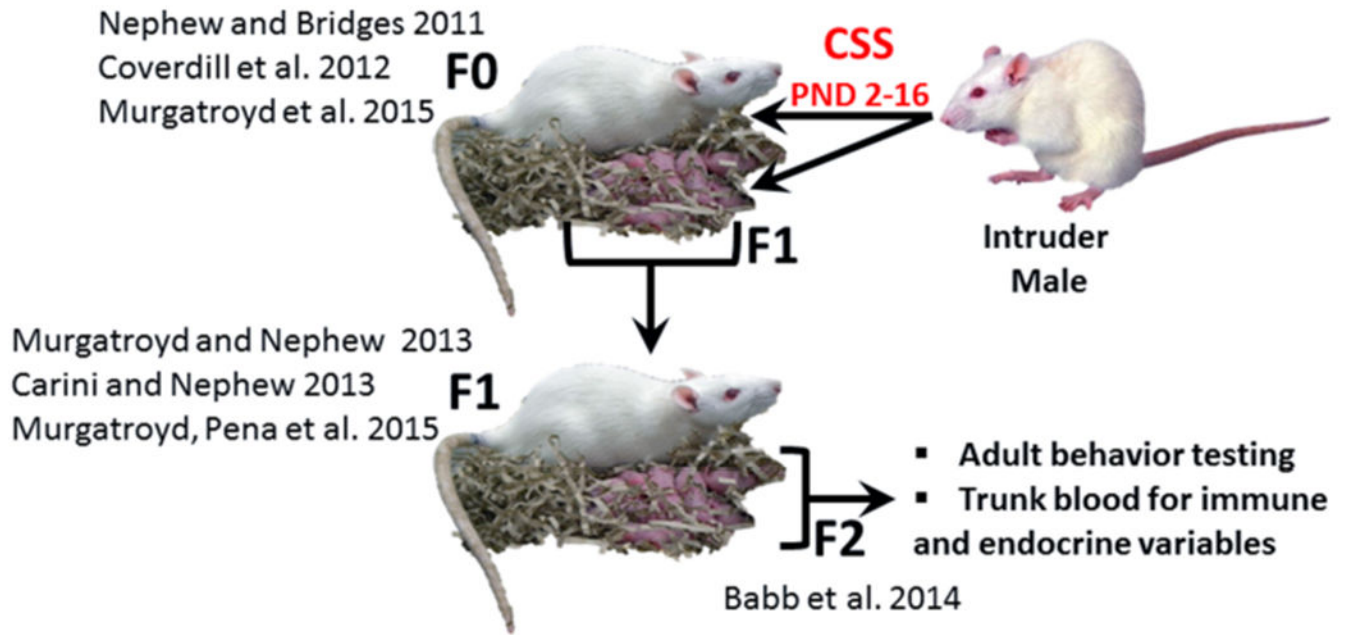 Nephew and Bridges 2011
Coverdill et al. 2012
Murgatroyd et al. 2015
F0
CSS
PND 2-16
Intruder
Male
F1
Murgatroyd and Nephew 2013
Carini and Nephew 2013
Murgatroyd, Pena et al. 2015
F1
▪ Adult behavior testing
▪ Trunk blood for immune
and endocrine variables
F2
Babb et al. 2014